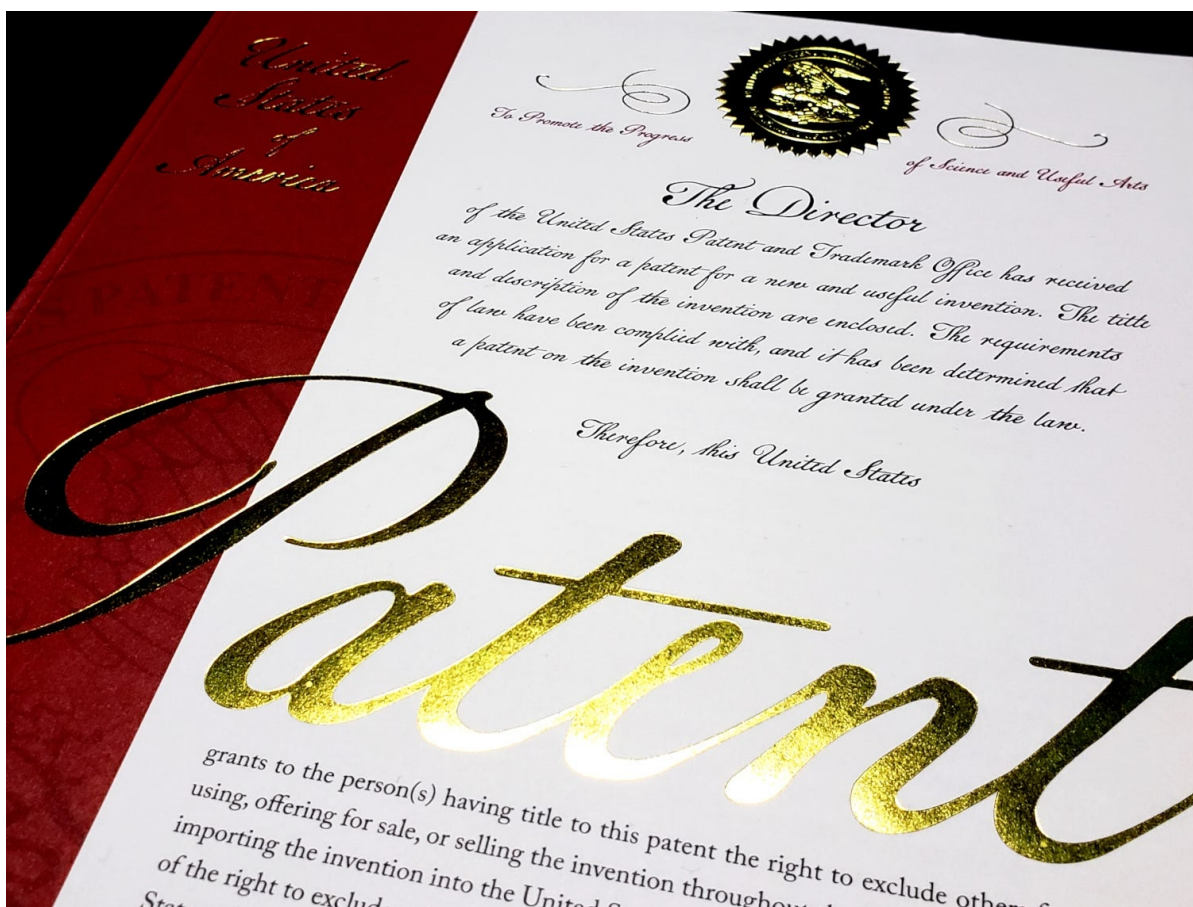 United
States
of
America
To Promote the Progress
of Science and Useful Arts
The Director
of the United States Patent and Trademark Office has received
an application for a patent for a new and useful invention. The title
and description of the invention are enclosed. The requirements
of law have been complied with, and it has been determined that
a patent on the invention shall be granted under the law.
Therefore, this United States
Patent
grants to the person(s) having title to this patent the right to exclude others
using, offering for sale, or selling the invention throughout
importing the invention into the United
of the right to exclude